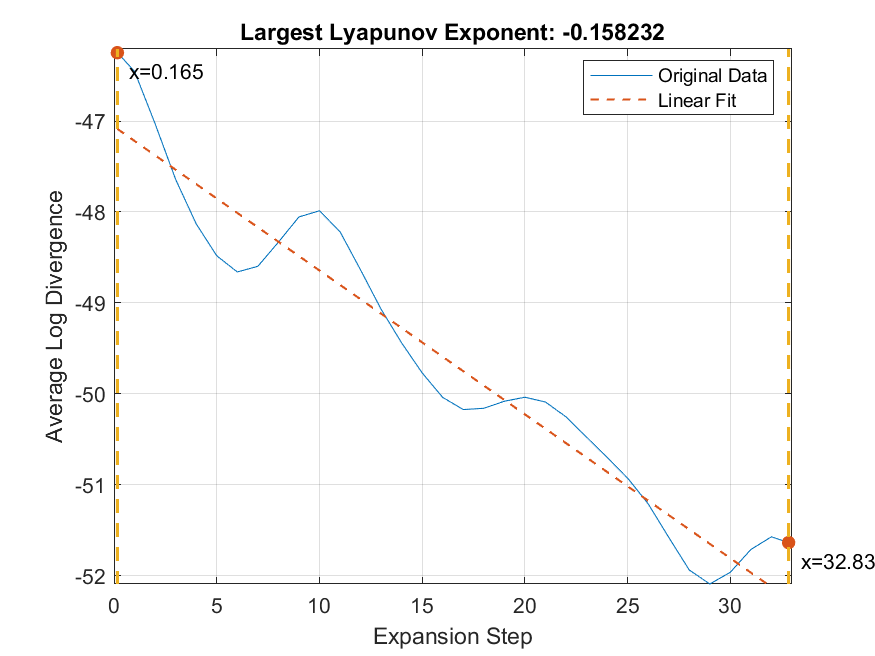 Largest Lyapunov Exponent: -0.158232
x=0.165
Original Data
Linear Fit
-47
-48
-49
-50
-51
-52
Average Log Divergence
x=32.83
0 5 10 15 20 25 30
Expansion Step